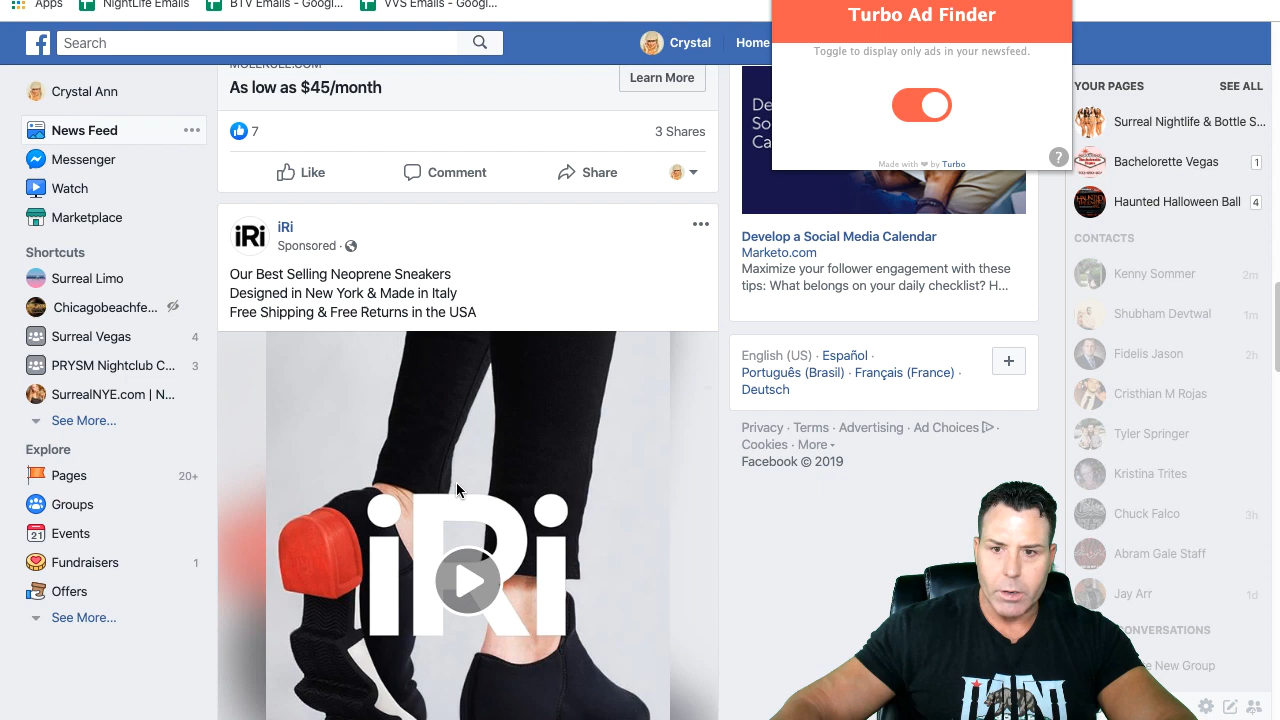 Apps
NightLife Emails
BTV Emails - Googl...
VVS Emails - Googl...
Turbo Ad Finder
Toggle to display only ads in your newsfeed.
Made with ❤ by Turbo
?
Search
Crystal
Home
Crystal Ann
News Feed
Messenger
Watch
Marketplace
Shortcuts
Surreal Limo
Chicagobeachfe...
Surreal Vegas 4
PRYSM Nightclub C... 3
SurrealNYE.com | N...
See More...
Explore
Pages 20+
Groups
Events
Fundraisers 1
Offers
See More...
MOLEKULE.COM
As low as $45/month
Learn More
7
3 Shares
Like
Comment
Share
iRi
iRi
Sponsored ·
Our Best Selling Neoprene Sneakers
Designed in New York & Made in Italy
Free Shipping & Free Returns in the USA
iRi
De
So
Ca
Develop a Social Media Calendar
Marketo.com
Maximize your follower engagement with these
tips: What belongs on your daily checklist? H...
English (US) · Español ·
Português (Brasil) · Français (France) ·
Deutsch
Privacy · Terms · Advertising · Ad Choices ·
Cookies · More
Facebook © 2019
YOUR PAGES SEE ALL
Surreal Nightlife & Bottle S...
Bachelorette Vegas 1
Haunted Halloween Ball 4
CONTACTS
Kenny Sommer 2m
Shubham Devtwal 1m
Fidelis Jason 2h
Cristhian M Rojas
Tyler Springer
Kristina Trites
Chuck Falco 3h
Abram Gale Staff
Jay Arr 1d
ONVERSATIONS
e New Group